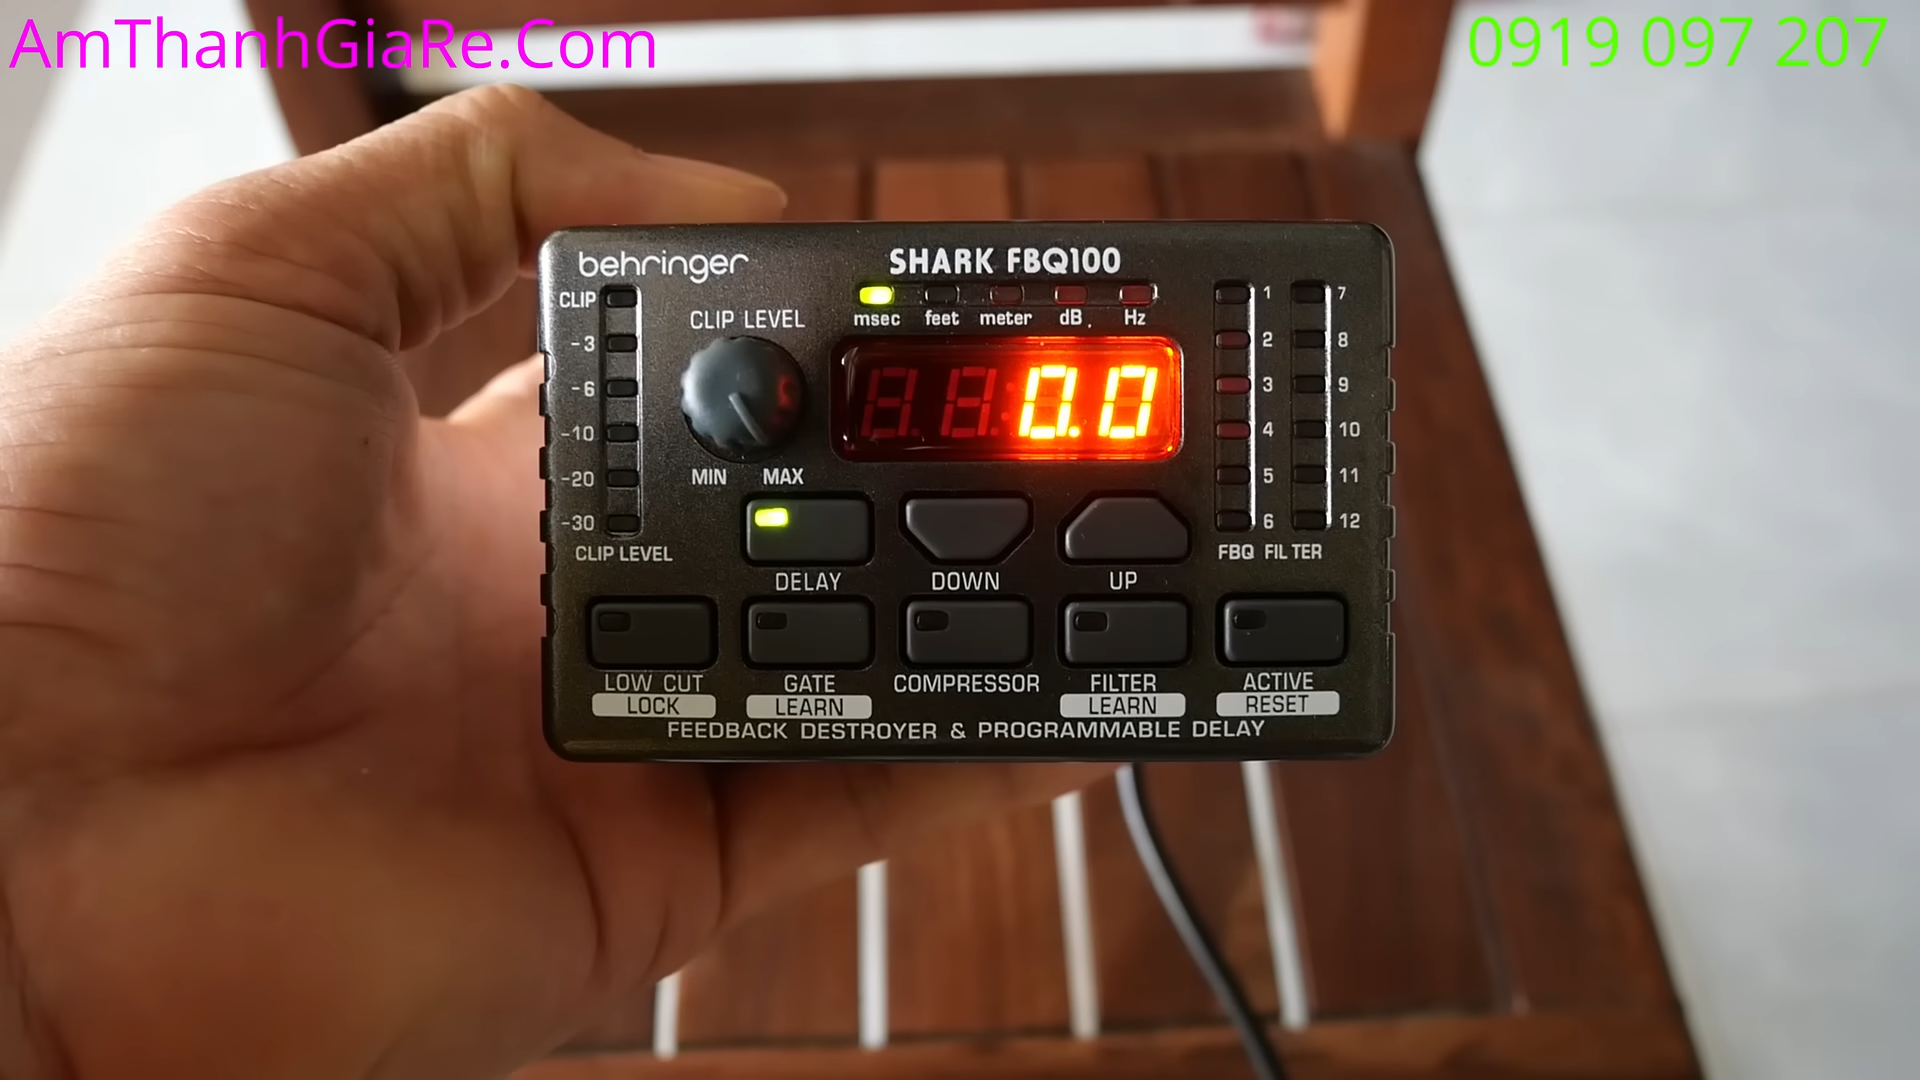 AmThanhGiaRe.Com
0919 097 207
behringer
SHARK FBQ100
CLIP
-3
-6
-10
-20
-30
CLIP LEVEL
CLIP LEVEL
MIN MAX
msec feet meter dB Hz
0.0
1 7
2 8
3 9
4 10
5 11
6 12
FBQ FILTER
DELAY DOWN UP
LOW CUT GATE COMPRESSOR FILTER ACTIVE
LOCK LEARN LEARN RESET
FEEDBACK DESTROYER & PROGRAMMABLE DELAY